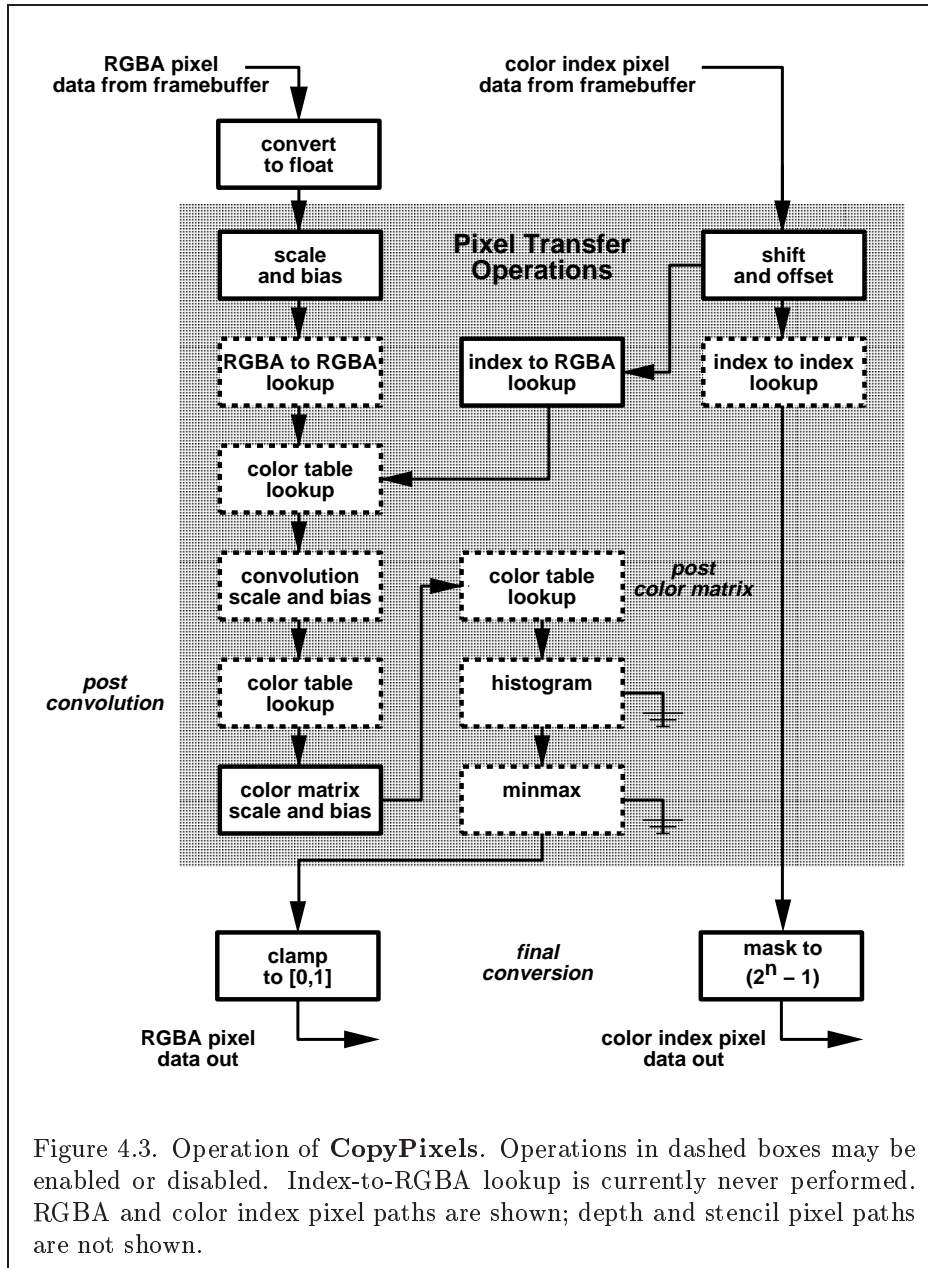 RGBA pixel
data from framebuffer
color index pixel
data from framebuffer
convert
to float
Pixel Transfer
Operations
scale
and bias
shift
and offset
RGBA to RGBA
lookup
index to RGBA
lookup
index to index
lookup
color table
lookup
convolution
scale and bias
color table
lookup
post
color matrix
post
convolution
color table
lookup
histogram
color matrix
scale and bias
minmax
clamp
to [0,1]
final
conversion
mask to
(2^n – 1)
RGBA pixel
data out
color index pixel
data out
Figure 4.3. Operation of CopyPixels. Operations in dashed boxes may be
enabled or disabled. Index-to-RGBA lookup is currently never performed.
RGBA and color index pixel paths are shown; depth and stencil pixel paths
are not shown.